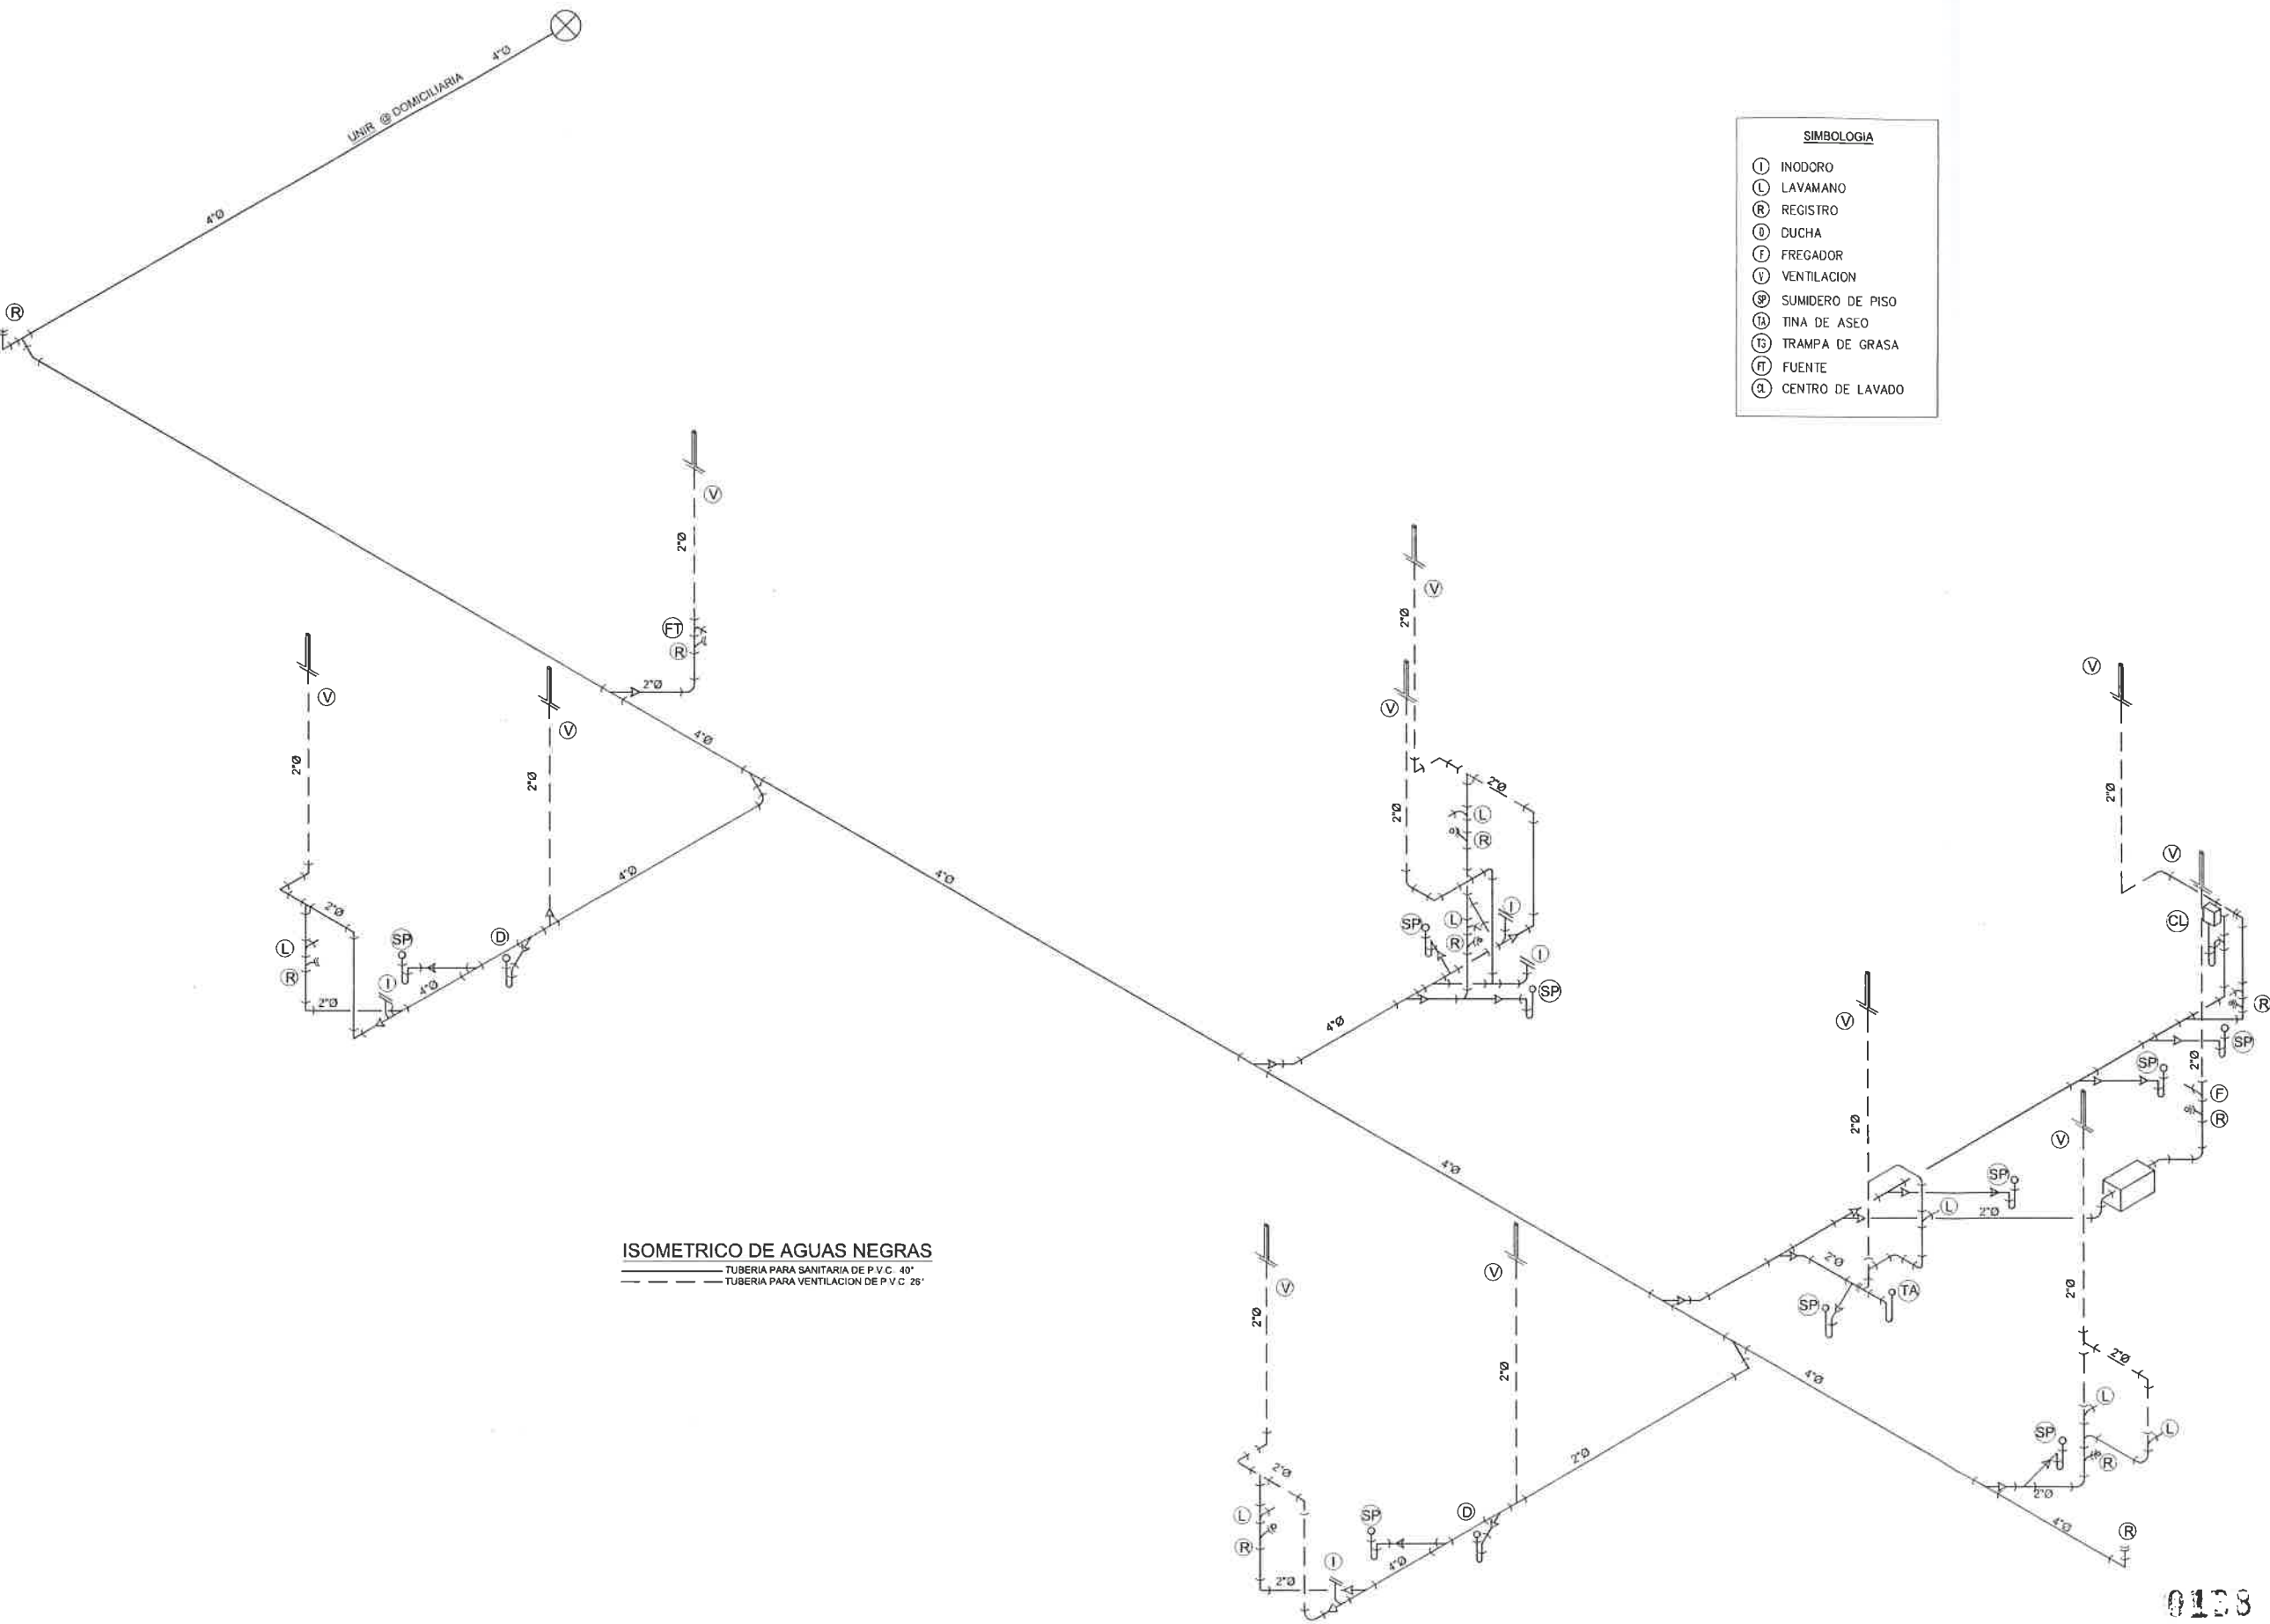 4"Ø
UNIR @ DOMICILIARIA
4"Ø
R
SIMBOLOGIA
I INODORO
L LAVAMANO
R REGISTRO
D DUCHA
F FREGADOR
V VENTILACION
SP SUMIDERO DE PISO
TA TINA DE ASEO
TG TRAMPA DE GRASA
FT FUENTE
CL CENTRO DE LAVADO
V
2"Ø
FT
R
2"Ø
4"Ø
V
2"Ø
V
2"Ø
4"Ø
2"Ø
L
R
SP
D
I
4"Ø
2"Ø
4"Ø
V
2"Ø
V
2"Ø
2"Ø
L
R
I
SP
L
R
I
SP
4"Ø
V
2"Ø
V
CL
R
SP
SP
2"Ø
F
R
V
2"Ø
V
4"Ø
SP
L
2"Ø
2"Ø
SP
TA
2"Ø
2"Ø
L
L
SP
R
2"Ø
4"Ø
4"Ø
R
ISOMETRICO DE AGUAS NEGRAS
TUBERIA PARA SANITARIA DE P.V.C. 40"
TUBERIA PARA VENTILACION DE P.V.C. 26"
V
2"Ø
V
2"Ø
2"Ø
2"Ø
L
R
SP
D
I
4"Ø
2"Ø